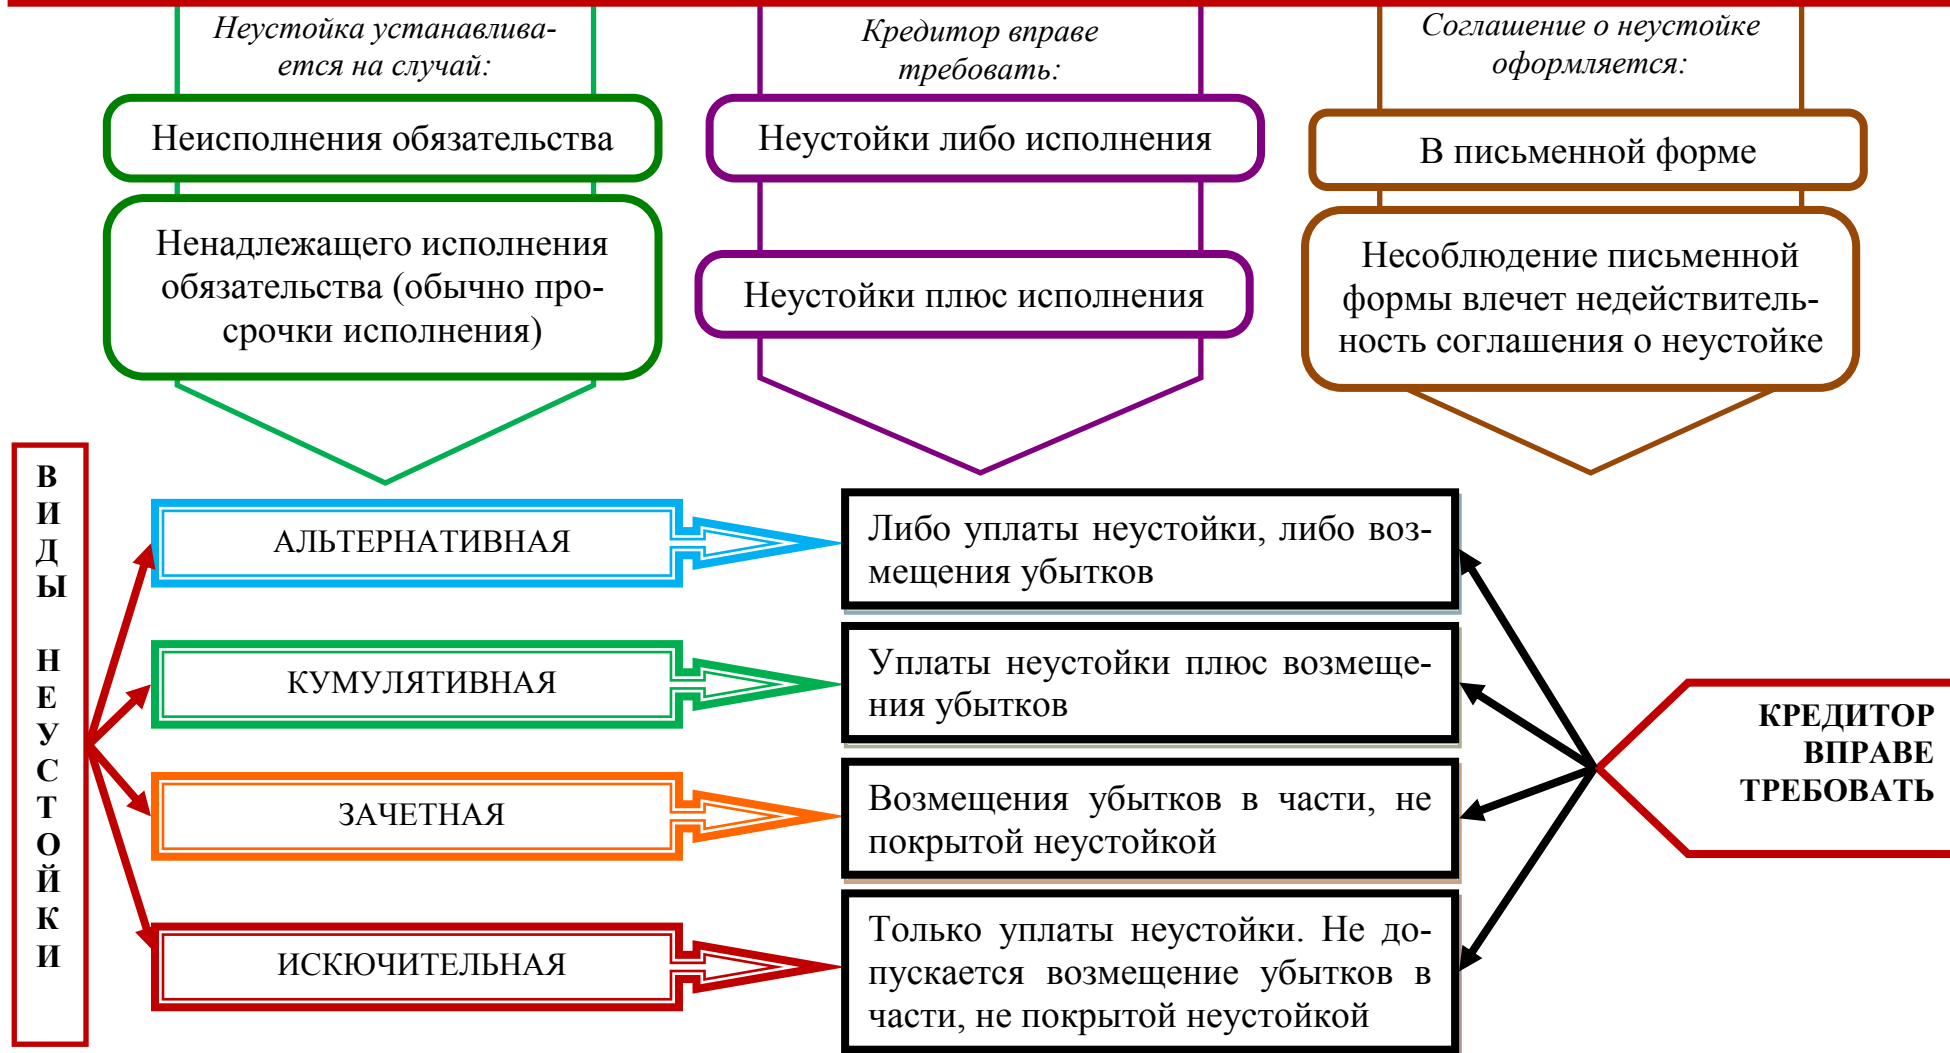 Неустойка устанавлива-
ется на случай:
Неисполнения обязательства
Ненадлежащего исполнения
обязательства (обычно про-
срочки исполнения)
Кредитор вправе
требовать:
Неустойки либо исполнения
Неустойки плюс исполнения
Соглашение о неустойке
оформляется:
В письменной форме
Несоблюдение письменной
формы влечет недействитель-
ность соглашения о неустойке
ВИДЫ НЕУСТОЙКИ
АЛЬТЕРНАТИВНАЯ
Либо уплаты неустойки, либо воз-
мещения убытков
КУМУЛЯТИВНАЯ
Уплаты неустойки плюс возмеще-
ния убытков
ЗАЧЕТНАЯ
Возмещения убытков в части, не
покрытой неустойкой
ИСКЮЧИТЕЛЬНАЯ
Только уплаты неустойки. Не до-
пускается возмещение убытков в
части, не покрытой неустойкой
КРЕДИТОР
ВПРАВЕ
ТРЕБОВАТЬ